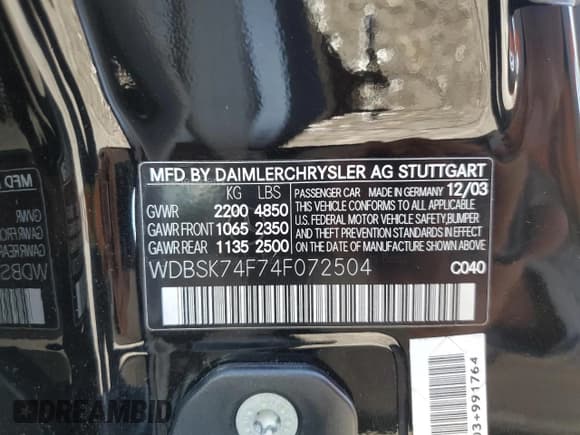 MFD.BY DAIMLERCHRYSLER AG STUTTGART
KG LBS
GVWR 2200 4850
GAWR FRONT 1065 2350
GAWR REAR 1135 2500
PASSENGER CAR MADE IN GERMANY 12/03
THIS VEHICLE CONFORMS TO ALL APPLICABLE
U.S. FEDERAL MOTOR VEHICLE SAFETY,BUMPER
AND THEFT PREVENTION STANDARDS IN
EFFECT ON THE DATE OF MANUFACTURE
SHOWN ABOVE.
WDBSK74F74F072504
C040
03+991764
DREAMBID